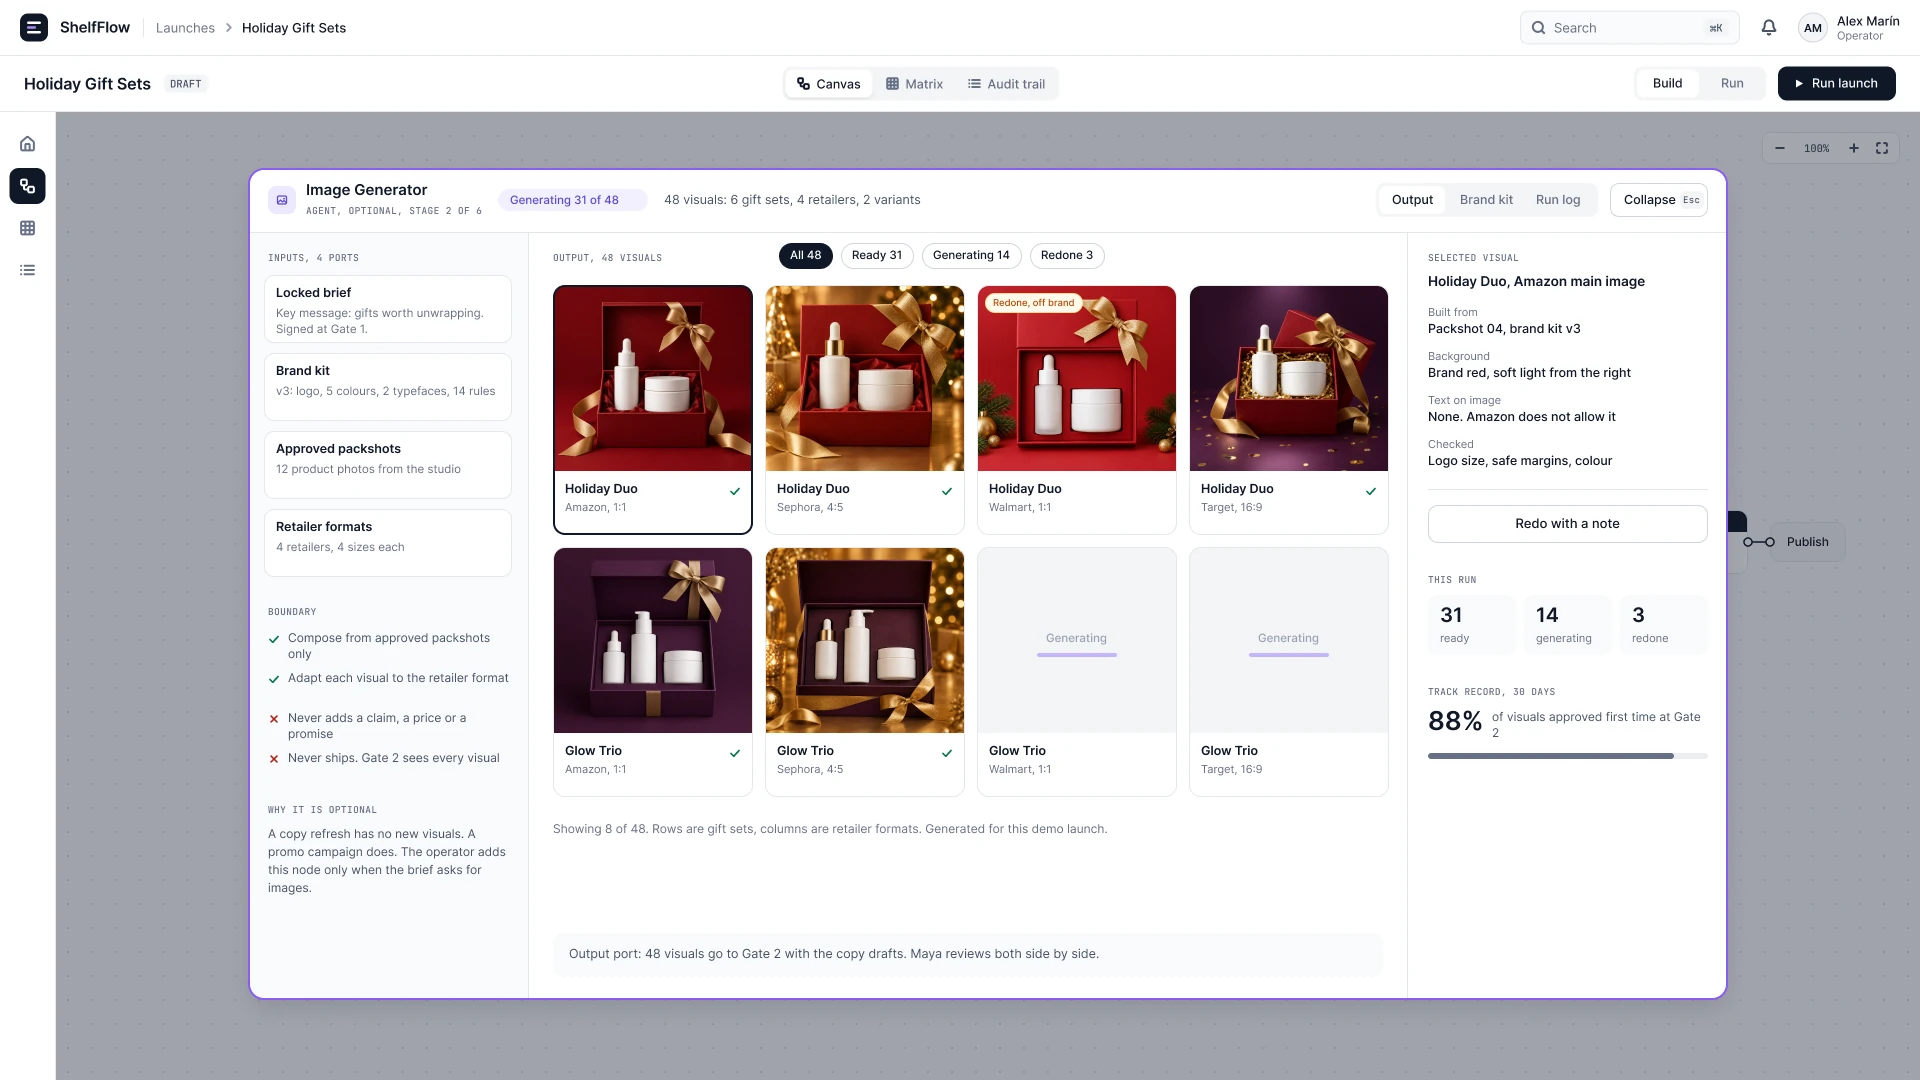 ShelfFlow
Launches
Holiday Gift Sets
Search
⌘K
AM
Alex Marín
Operator
Holiday Gift Sets
DRAFT
Canvas
Matrix
Audit trail
Build
Run
Run launch
100%
Image Generator
AGENT, OPTIONAL, STAGE 2 OF 6
Generating 31 of 48
48 visuals: 6 gift sets, 4 retailers, 2 variants
Output
Brand kit
Run log
Collapse
Esc
INPUTS, 4 PORTS
Locked brief
Key message: gifts worth unwrapping.
Signed at Gate 1.
Brand kit
v3: logo, 5 colours, 2 typefaces, 14 rules
Approved packshots
12 product photos from the studio
Retailer formats
4 retailers, 4 sizes each
BOUNDARY
Compose from approved packshots
only
Adapt each visual to the retailer format
Never adds a claim, a price or a
promise
Never ships. Gate 2 sees every visual
WHY IT IS OPTIONAL
A copy refresh has no new visuals. A
promo campaign does. The operator adds
this node only when the brief asks for
images.
OUTPUT, 48 VISUALS
All 48
Ready 31
Generating 14
Redone 3
Redone, off brand
Holiday Duo
Amazon, 1:1
Holiday Duo
Sephora, 4:5
Holiday Duo
Walmart, 1:1
Holiday Duo
Target, 16:9
Generating
Generating
Glow Trio
Amazon, 1:1
Glow Trio
Sephora, 4:5
Glow Trio
Walmart, 1:1
Glow Trio
Target, 16:9
Showing 8 of 48. Rows are gift sets, columns are retailer formats. Generated for this demo launch.
Output port: 48 visuals go to Gate 2 with the copy drafts. Maya reviews both side by side.
SELECTED VISUAL
Holiday Duo, Amazon main image
Built from
Packshot 04, brand kit v3
Background
Brand red, soft light from the right
Text on image
None. Amazon does not allow it
Checked
Logo size, safe margins, colour
Redo with a note
THIS RUN
31
ready
14
generating
3
redone
TRACK RECORD, 30 DAYS
88%
of visuals approved first time at Gate
2
Publish